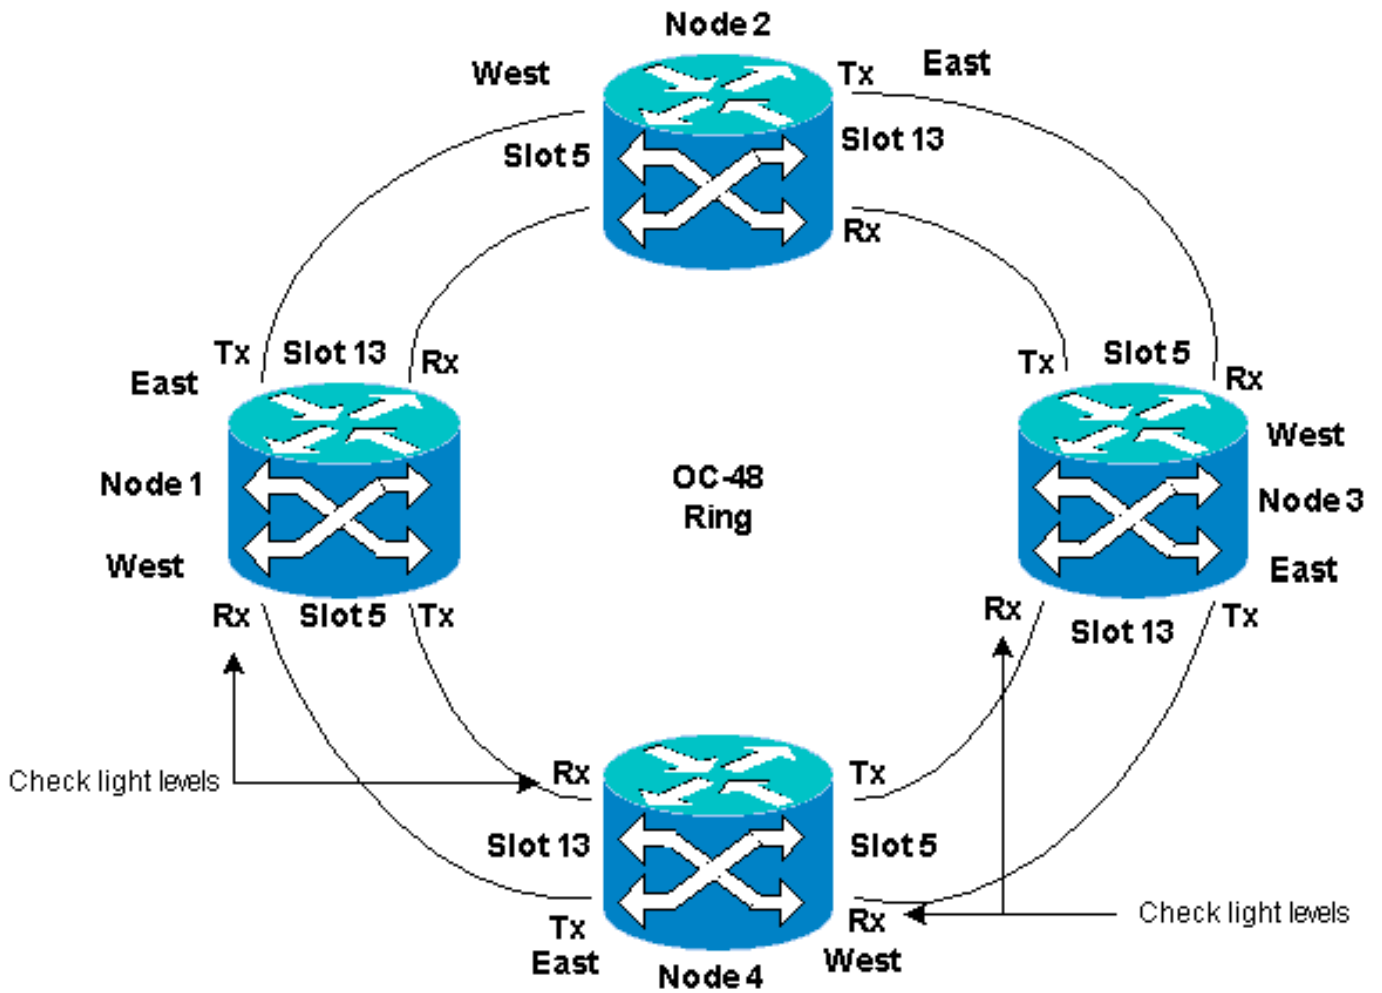 Node 2
West
Tx
East
Slot 5
Slot 13
Rx
Tx
Slot 13
Rx
East
Node 1
West
Rx
Slot 5
Tx
OC-48
Ring
Tx
Slot 5
Rx
West
Node 3
East
Rx
Slot 13
Tx
Check light levels
Rx
Tx
Slot 13
Slot 5
Tx
East
Node 4
Rx
West
Check light levels